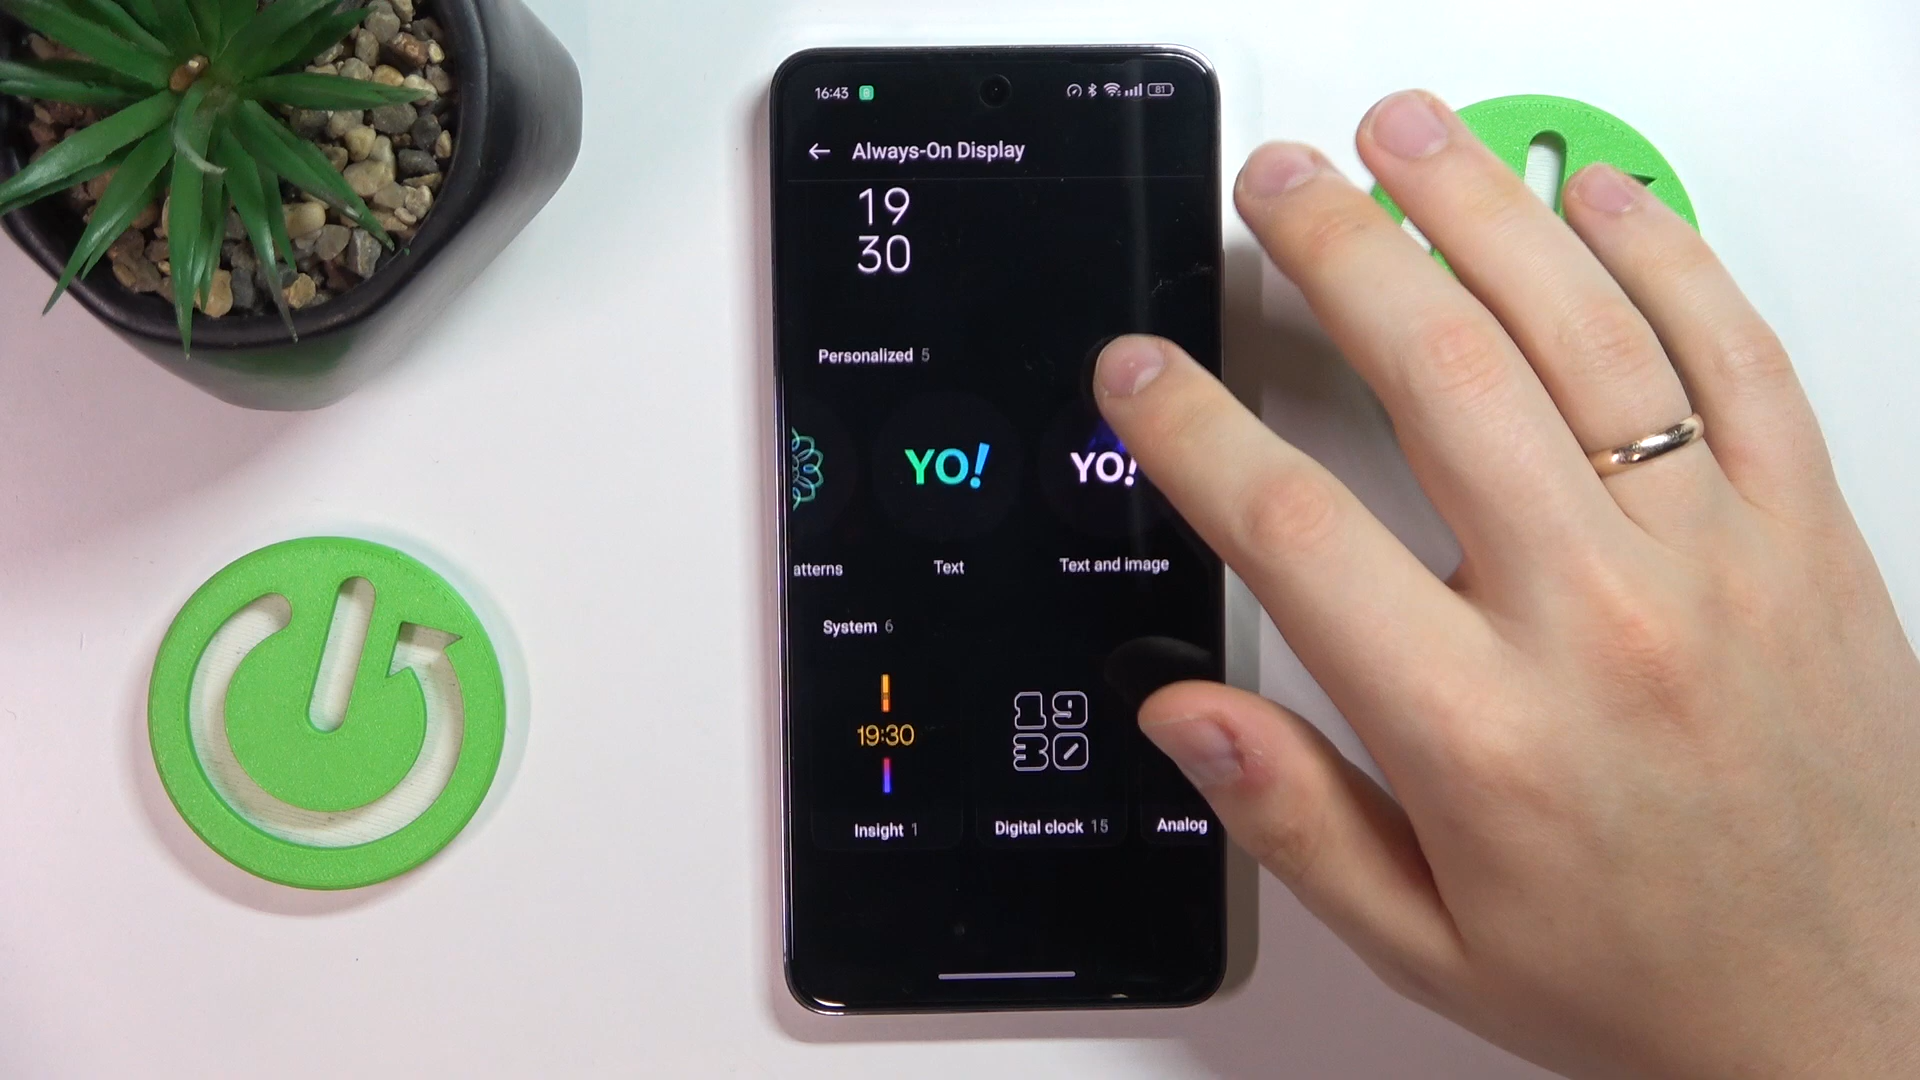 16:43
81
Always-On Display
19
30
Personalized 5
YO!
YO!
atterns
Text
Text and image
System 6
19:30
19
30
Insight 1
Digital clock 15
Analog